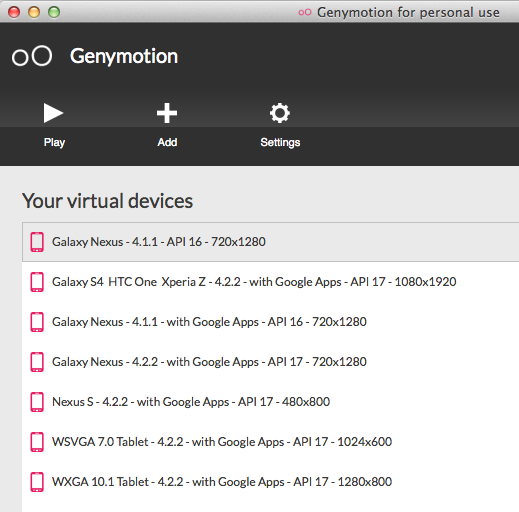 Genymotion for personal use
Genymotion
Play Add Settings
Your virtual devices
Galaxy Nexus - 4.1.1 - API 16 - 720x1280
Galaxy S4 HTC One Xperia Z - 4.2.2 - with Google Apps - API 17 - 1080x1920
Galaxy Nexus - 4.1.1 - with Google Apps - API 16 - 720x1280
Galaxy Nexus - 4.2.2 - with Google Apps - API 17 - 720x1280
Nexus S - 4.2.2 - with Google Apps - API 17 - 480x800
WSVGA 7.0 Tablet - 4.2.2 - with Google Apps - API 17 - 1024x600
WXGA 10.1 Tablet - 4.2.2 - with Google Apps - API 17 - 1280x800